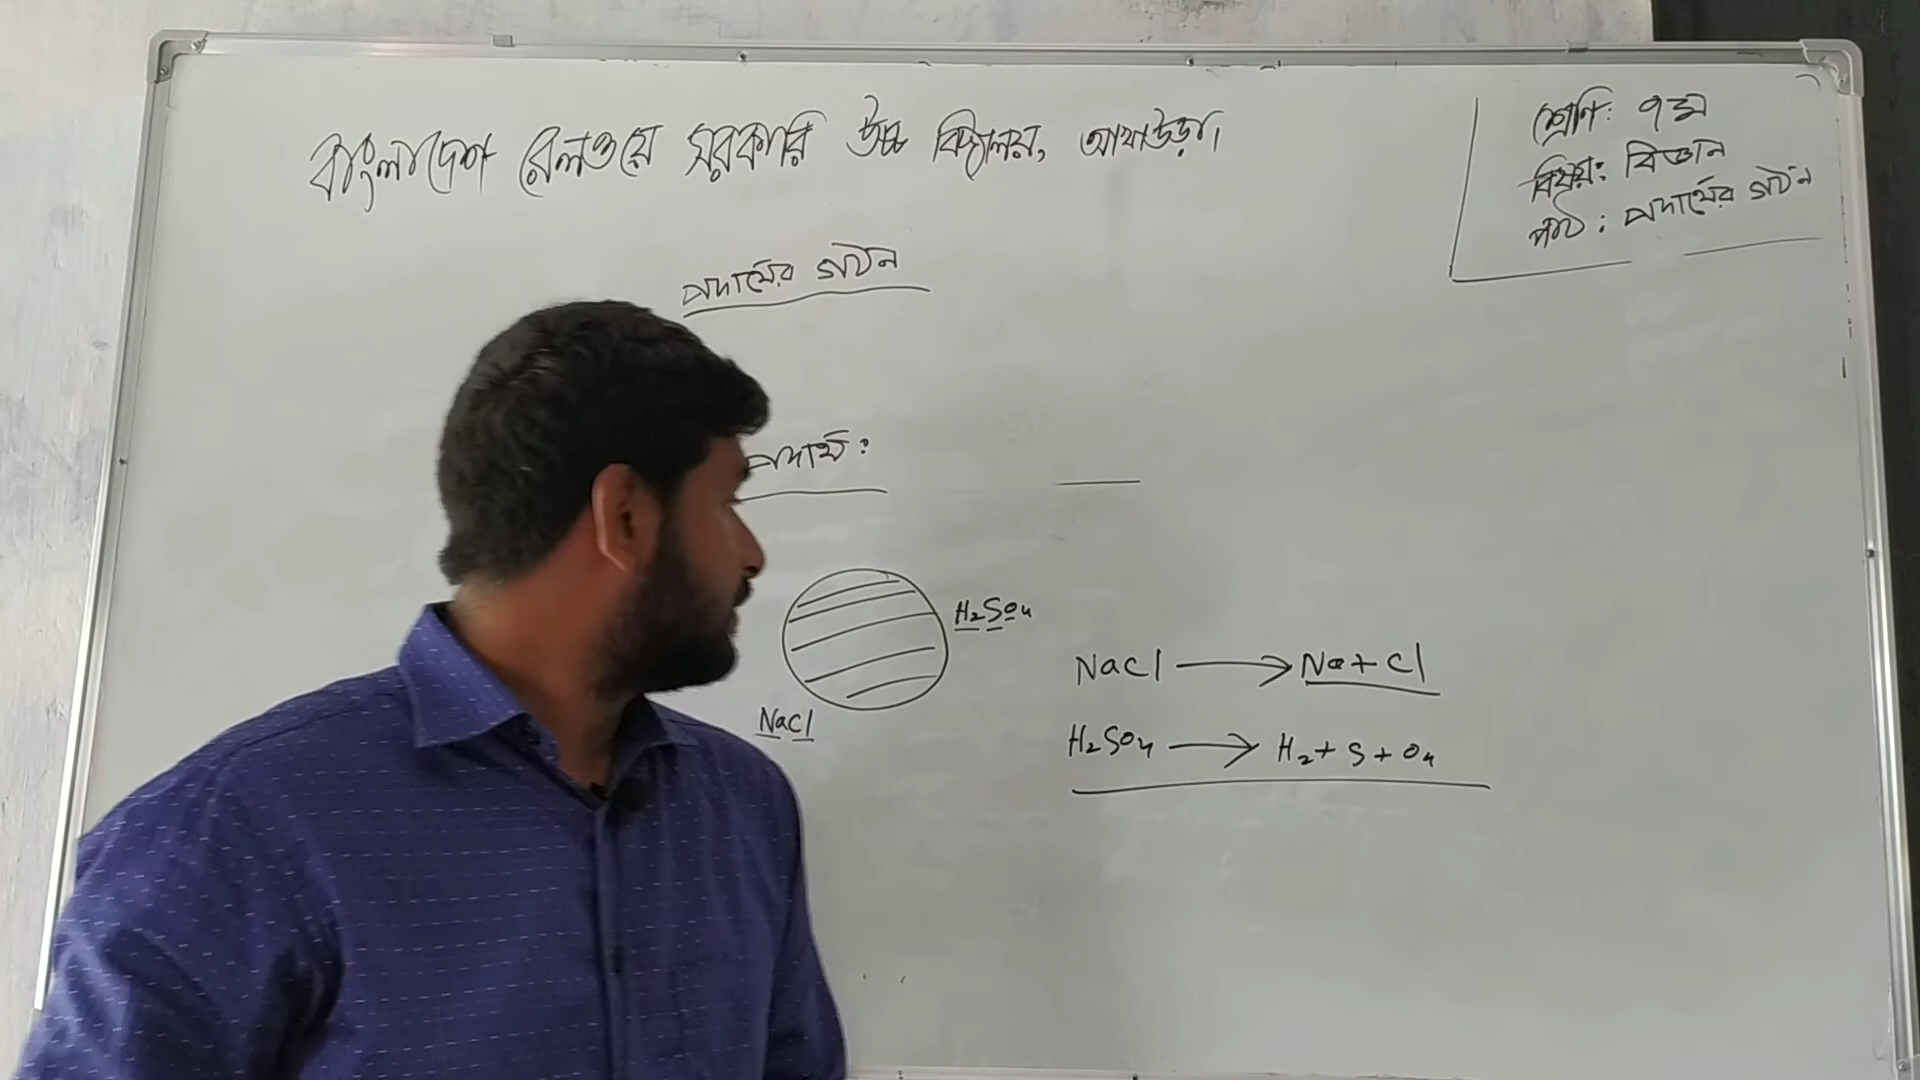 বাংলাদেশ রেলওয়ে সরকারি উচ্চ বিদ্যালয়, আখাউড়া।
শ্রেণি: ৭ম
বিষয়: বিজ্ঞান
পাঠ: পদার্থের গঠন
পদার্থের গঠন
পদার্থ:
H₂SO₄
NaCl
NaCl ⟶ Na + Cl
H₂SO₄ ⟶ H₂ + S + O₄